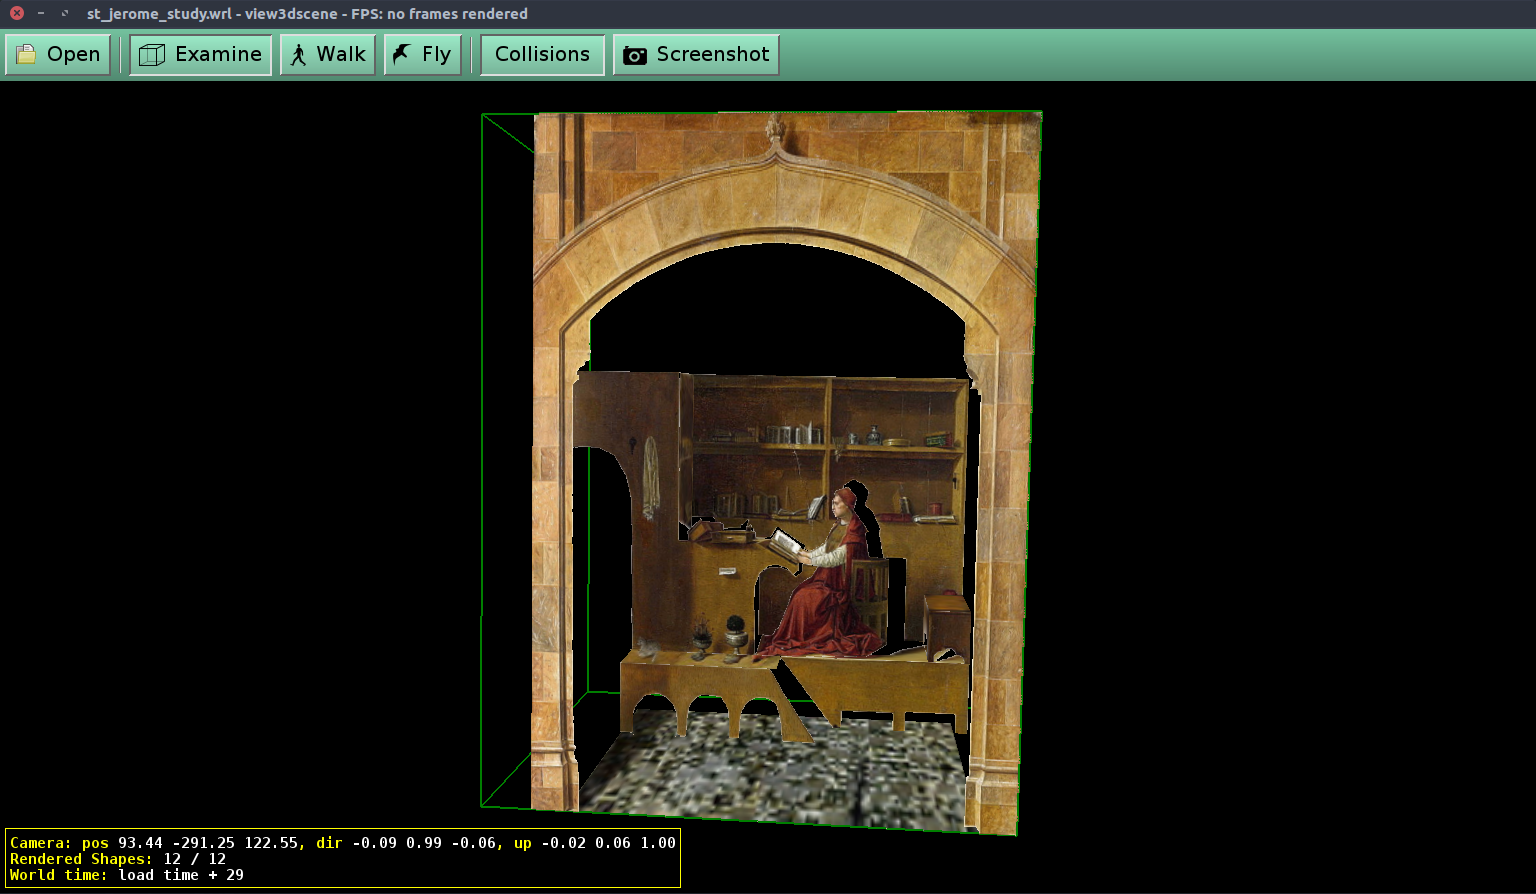 st_jerome_study.wrl - view3dscene - FPS: no frames rendered
Open Examine Walk Fly Collisions Screenshot
Camera: pos 93.44 -291.25 122.55, dir -0.09 0.99 -0.06, up -0.02 0.06 1.00
Rendered Shapes: 12 / 12
World time: load time + 29